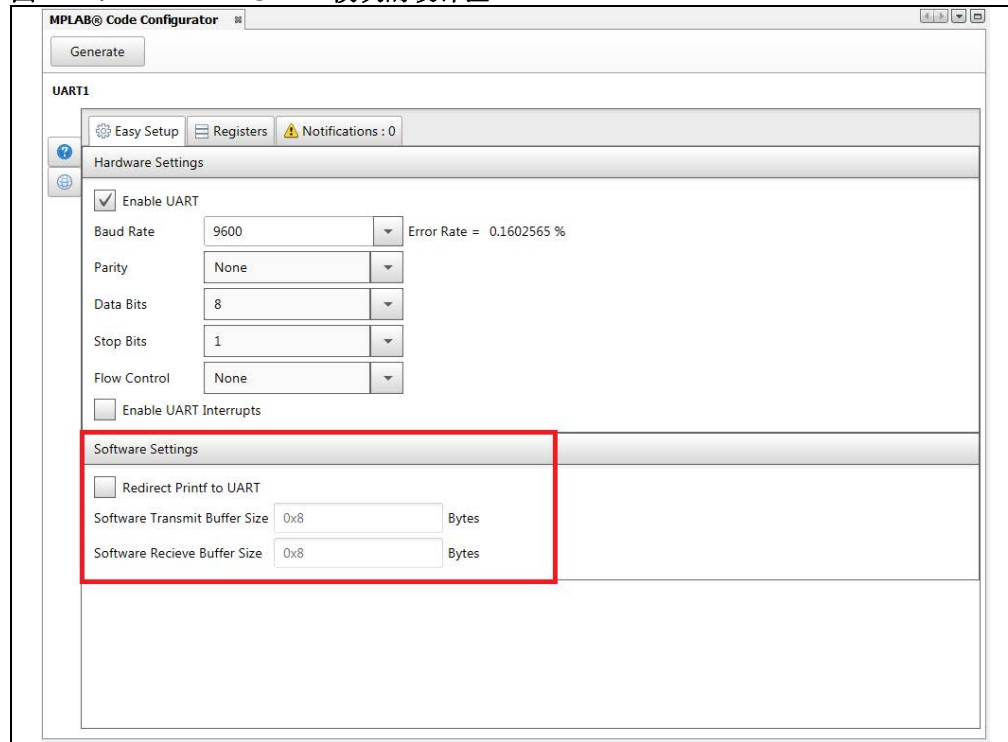 MPLAB® Code Configurator
Generate
UART1
Easy Setup Registers Notifications : 0
Hardware Settings
Enable UART
Baud Rate 9600 Error Rate = 0.1602565 %
Parity None
Data Bits 8
Stop Bits 1
Flow Control None
Enable UART Interrupts
Software Settings
Redirect Printf to UART
Software Transmit Buffer Size 0x8 Bytes
Software Recieve Buffer Size 0x8 Bytes